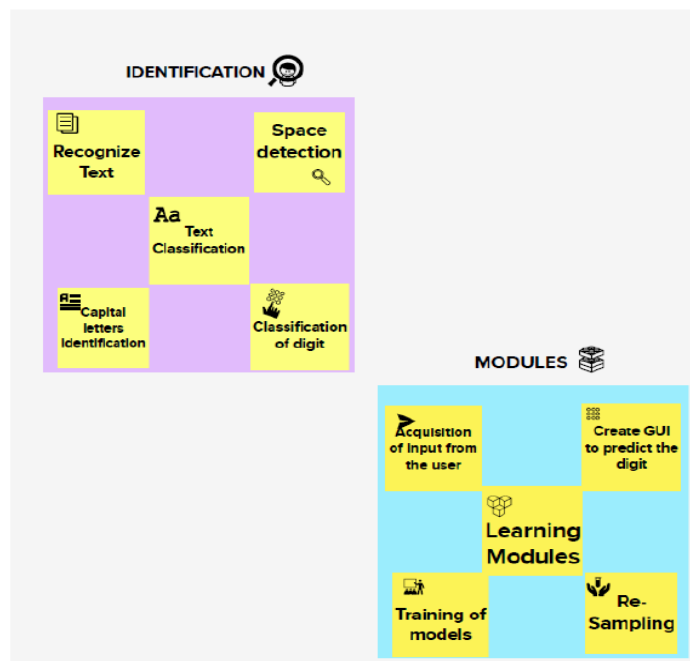 IDENTIFICATION
Recognize
Text
Space
detection
Aa
Text
Classification
Capital
letters
Identification
Classification
of digit
MODULES
Acquisition
of input from
the user
Create GUI
to predict the
digit
Learning
Modules
Training of
models
Re-
Sampling